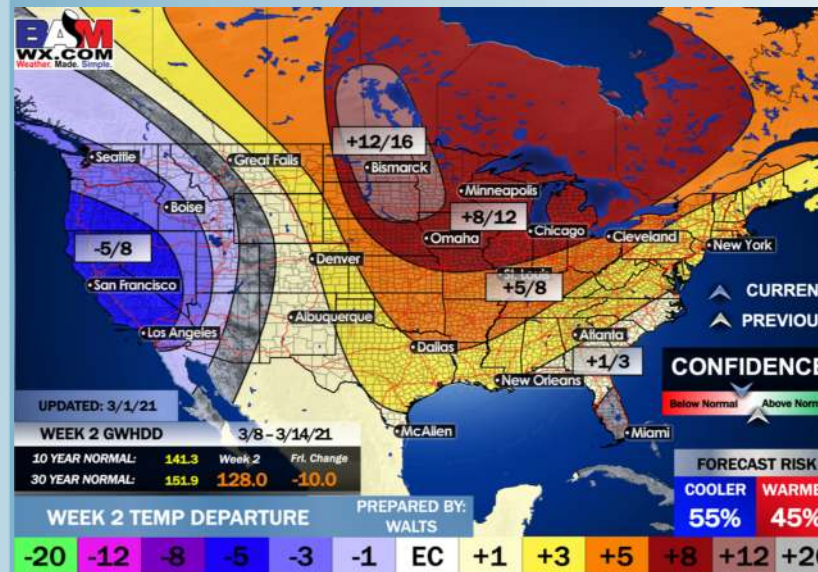 BAM
WX.COM
Weather. Made. Simple.
+12/16
Seattle
Great Falls
Bismarck
Minneapolis
Boise
+8/12
-5/8
Omaha
Chicago
Cleveland
New York
Denver
St. Louis
San Francisco
+5/8
CURREN
Albuquerque
PREVIOU
Los Angeles
Dallas
Atlanta
+1/3
CONFIDENCE
New Orleans
Below Normal
Above Norm
UPDATED: 3/1/21
WEEK 2 GWHDD 3/8 – 3/14/21
McAllen
Miami
10 YEAR NORMAL: 141.3 Week 2 Fri. Change
30 YEAR NORMAL: 151.9 128.0 -10.0
FORECAST RISK
COOLER WARME
55% 45%
WEEK 2 TEMP DEPARTURE
PREPARED BY:
WALTS
-20 -12 -8 -5 -3 -1 EC +1 +3 +5 +8 +12 +20